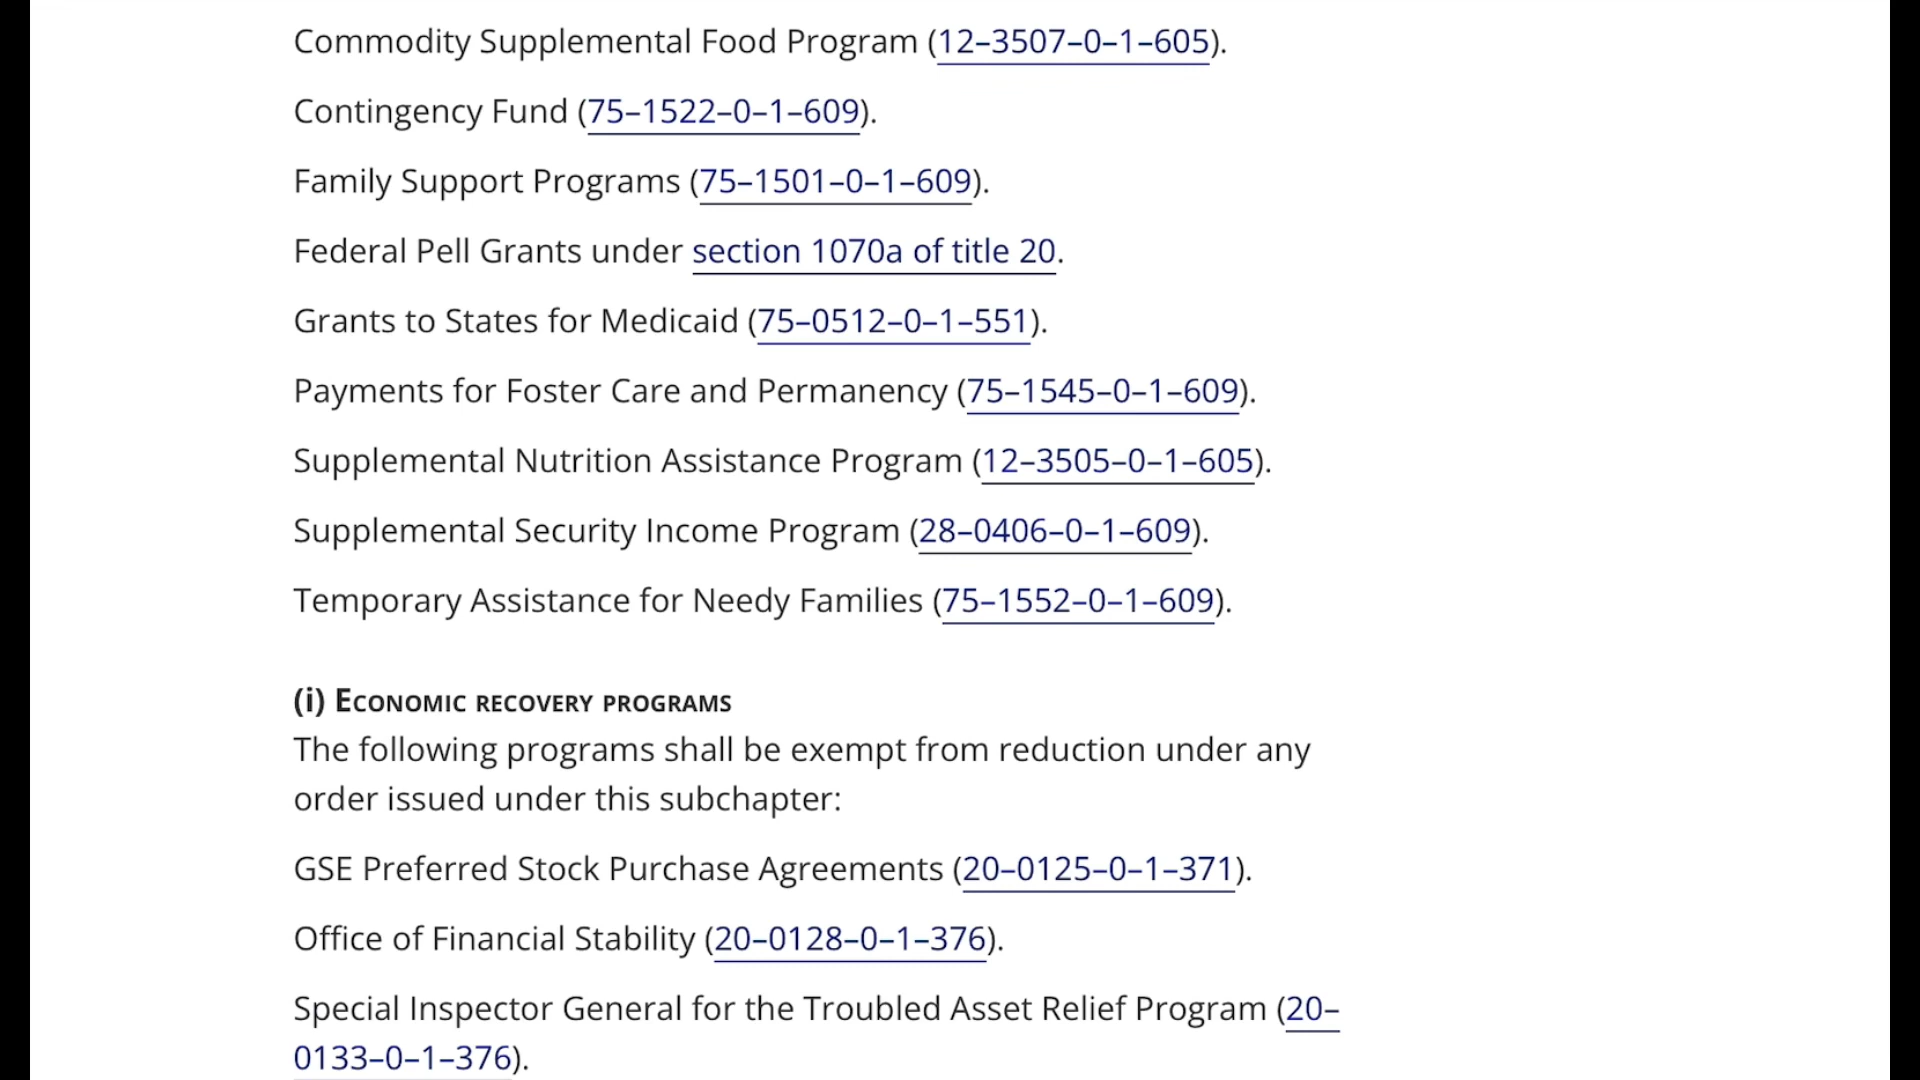 Commodity Supplemental Food Program (12–3507–0–1–605).
Contingency Fund (75–1522–0–1–609).
Family Support Programs (75–1501–0–1–609).
Federal Pell Grants under section 1070a of title 20.
Grants to States for Medicaid (75–0512–0–1–551).
Payments for Foster Care and Permanency (75–1545–0–1–609).
Supplemental Nutrition Assistance Program (12–3505–0–1–605).
Supplemental Security Income Program (28–0406–0–1–609).
Temporary Assistance for Needy Families (75–1552–0–1–609).
(i) Economic recovery programs
The following programs shall be exempt from reduction under any
order issued under this subchapter:
GSE Preferred Stock Purchase Agreements (20–0125–0–1–371).
Office of Financial Stability (20–0128–0–1–376).
Special Inspector General for the Troubled Asset Relief Program (20–
0133–0–1–376).